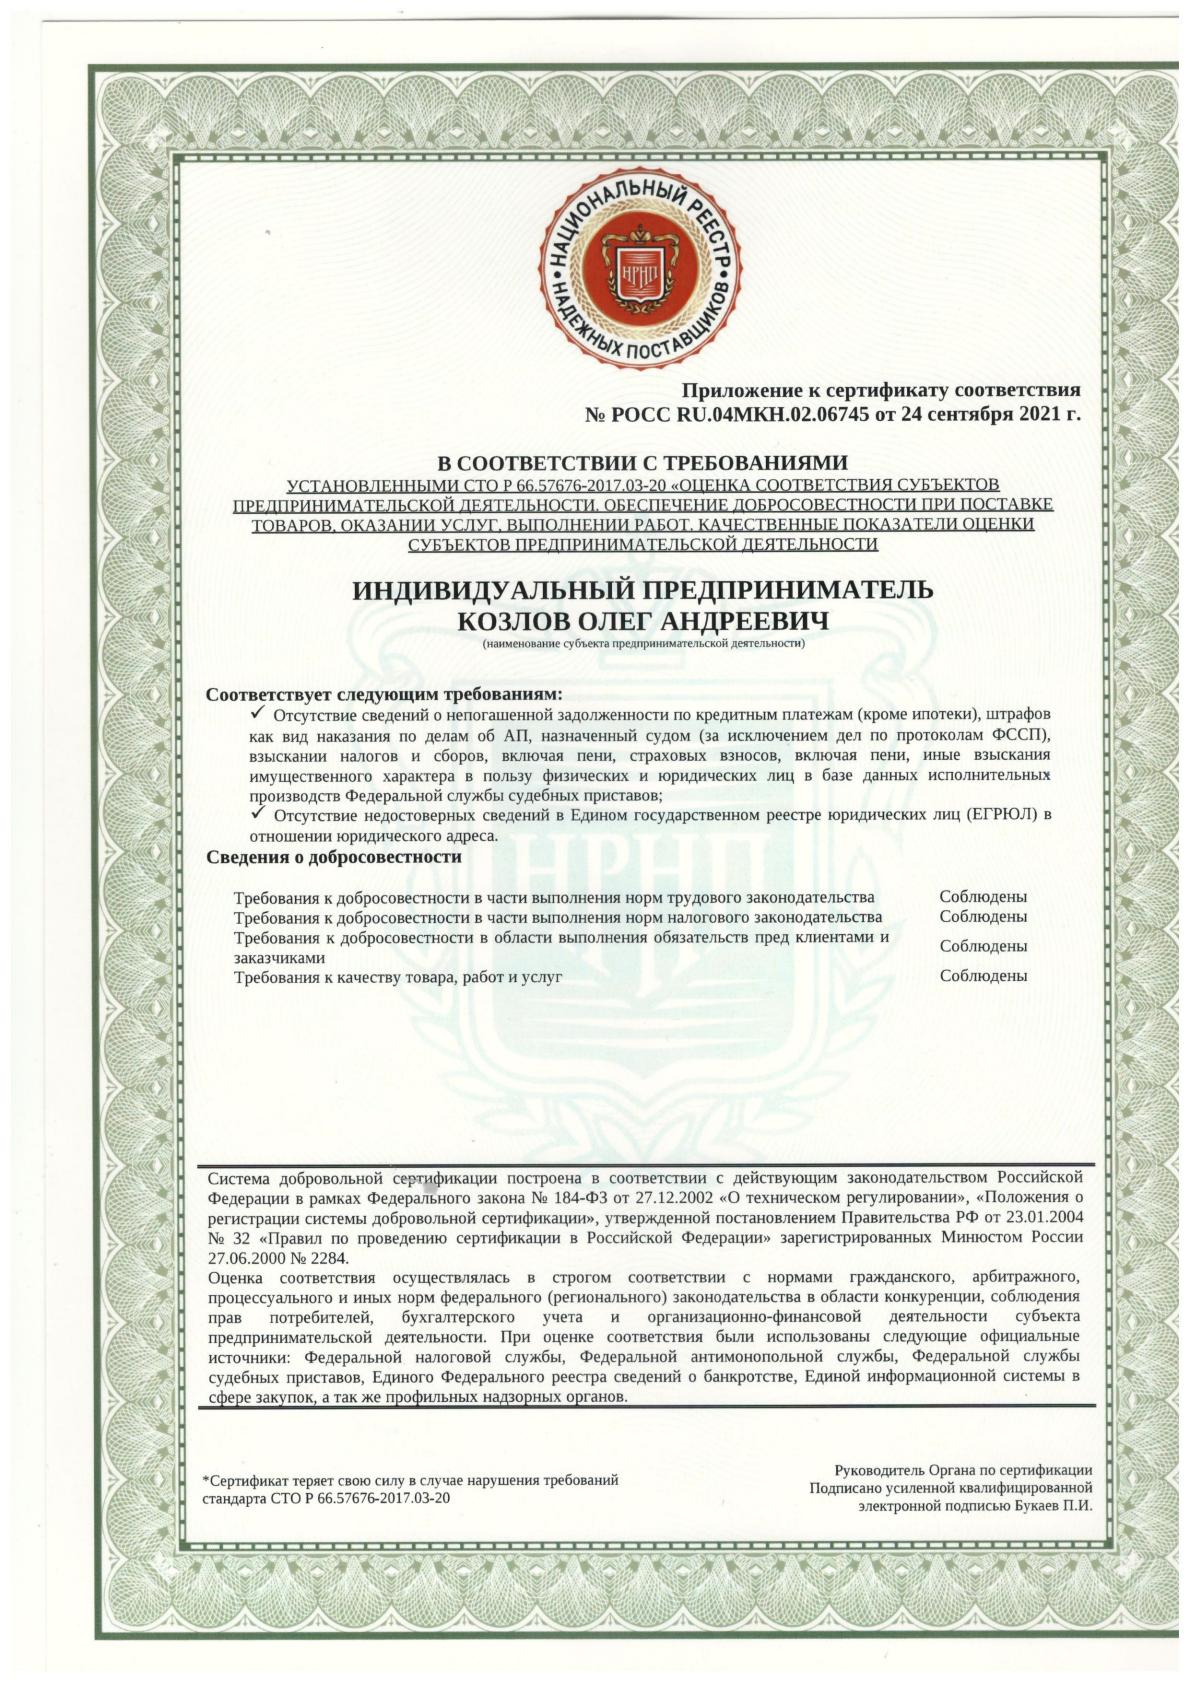 НАЦИОНАЛЬНЫЙ РЕЕСТР
НРНП
• НАДЕЖНЫХ ПОСТАВЩИКОВ •
Приложение к сертификату соответствия
№ РОСС RU.04МКН.02.06745 от 24 сентября 2021 г.
В СООТВЕТСТВИИ С ТРЕБОВАНИЯМИ
УСТАНОВЛЕННЫМИ СТО Р 66.57676-2017.03-20 «ОЦЕНКА СООТВЕТСТВИЯ СУБЪЕКТОВ
ПРЕДПРИНИМАТЕЛЬСКОЙ ДЕЯТЕЛЬНОСТИ. ОБЕСПЕЧЕНИЕ ДОБРОСОВЕСТНОСТИ ПРИ ПОСТАВКЕ
ТОВАРОВ, ОКАЗАНИИ УСЛУГ, ВЫПОЛНЕНИИ РАБОТ. КАЧЕСТВЕННЫЕ ПОКАЗАТЕЛИ ОЦЕНКИ
СУБЪЕКТОВ ПРЕДПРИНИМАТЕЛЬСКОЙ ДЕЯТЕЛЬНОСТИ
ИНДИВИДУАЛЬНЫЙ ПРЕДПРИНИМАТЕЛЬ
КОЗЛОВ ОЛЕГ АНДРЕЕВИЧ
(наименование субъекта предпринимательской деятельности)
Соответствует следующим требованиям:
✓ Отсутствие сведений о непогашенной задолженности по кредитным платежам (кроме ипотеки), штрафов
как вид наказания по делам об АП, назначенный судом (за исключением дел по протоколам ФССП),
взыскании налогов и сборов, включая пени, страховых взносов, включая пени, иные взыскания
имущественного характера в пользу физических и юридических лиц в базе данных исполнительных
производств Федеральной службы судебных приставов;
✓ Отсутствие недостоверных сведений в Едином государственном реестре юридических лиц (ЕГРЮЛ) в
отношении юридического адреса.
Сведения о добросовестности
Требования к добросовестности в части выполнения норм трудового законодательства Соблюдены
Требования к добросовестности в части выполнения норм налогового законодательства Соблюдены
Требования к добросовестности в области выполнения обязательств пред клиентами и
заказчиками Соблюдены
Требования к качеству товара, работ и услуг Соблюдены
НРНП
Система добровольной сертификации построена в соответствии с действующим законодательством Российской
Федерации в рамках Федерального закона № 184-ФЗ от 27.12.2002 «О техническом регулировании», «Положения о
регистрации системы добровольной сертификации», утвержденной постановлением Правительства РФ от 23.01.2004
№ 32 «Правил по проведению сертификации в Российской Федерации» зарегистрированных Минюстом России
27.06.2000 № 2284.
Оценка соответствия осуществлялась в строгом соответствии с нормами гражданского, арбитражного,
процессуального и иных норм федерального (регионального) законодательства в области конкуренции, соблюдения
прав потребителей, бухгалтерского учета и организационно-финансовой деятельности субъекта
предпринимательской деятельности. При оценке соответствия были использованы следующие официальные
источники: Федеральной налоговой службы, Федеральной антимонопольной службы, Федеральной службы
судебных приставов, Единого Федерального реестра сведений о банкротстве, Единой информационной системы в
сфере закупок, а так же профильных надзорных органов.
*Сертификат теряет свою силу в случае нарушения требований
стандарта СТО Р 66.57676-2017.03-20
Руководитель Органа по сертификации
Подписано усиленной квалифицированной
электронной подписью Букаев П.И.